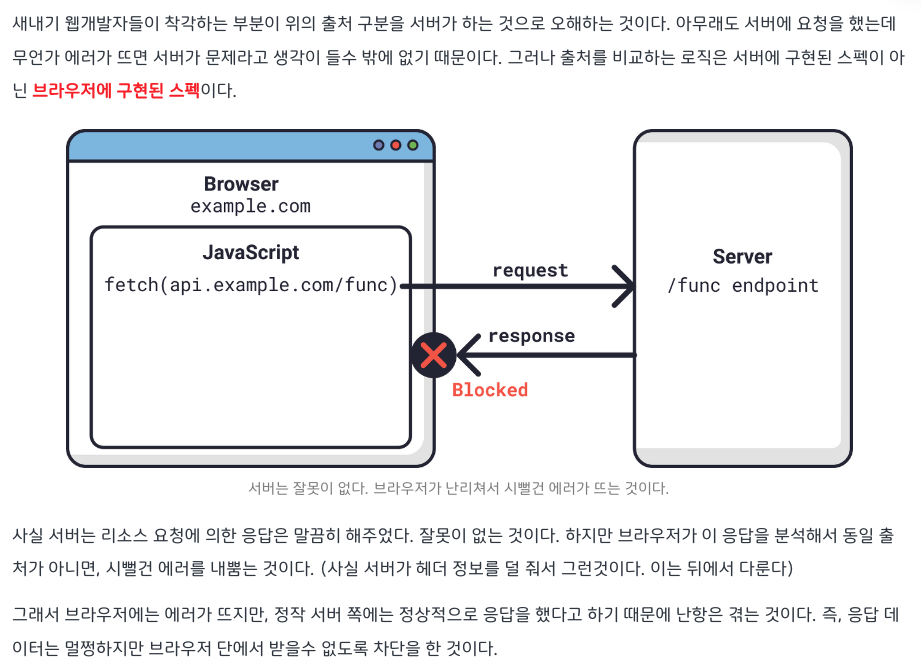 새내기 웹개발자들이 착각하는 부분이 위의 출처 구분을 서버가 하는 것으로 오해하는 것이다. 아무래도 서버에 요청을 했는데
무언가 에러가 뜨면 서버가 문제라고 생각이 들수 밖에 없기 때문이다. 그러나 출처를 비교하는 로직은 서버에 구현된 스펙이 아
닌 브라우저에 구현된 스펙이다.
Browser
example.com
JavaScript
fetch(api.example.com/func)
request
response
Blocked
Server
/func endpoint
서버는 잘못이 없다. 브라우저가 난리쳐서 시뻘건 에러가 뜨는 것이다.
사실 서버는 리소스 요청에 의한 응답은 말끔히 해주었다. 잘못이 없는 것이다. 하지만 브라우저가 이 응답을 분석해서 동일 출
처가 아니면, 시뻘건 에러를 내뿜는 것이다. (사실 서버가 헤더 정보를 덜 줘서 그런것이다. 이는 뒤에서 다룬다)
그래서 브라우저에는 에러가 뜨지만, 정작 서버 쪽에는 정상적으로 응답을 했다고 하기 때문에 난항은 겪는 것이다. 즉, 응답 데
이터는 멀쩡하지만 브라우저 단에서 받을수 없도록 차단을 한 것이다.